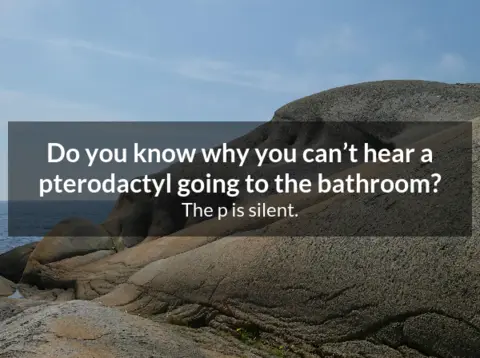 Do you know why you can’t hear a
pterodactyl going to the bathroom?
The p is silent.